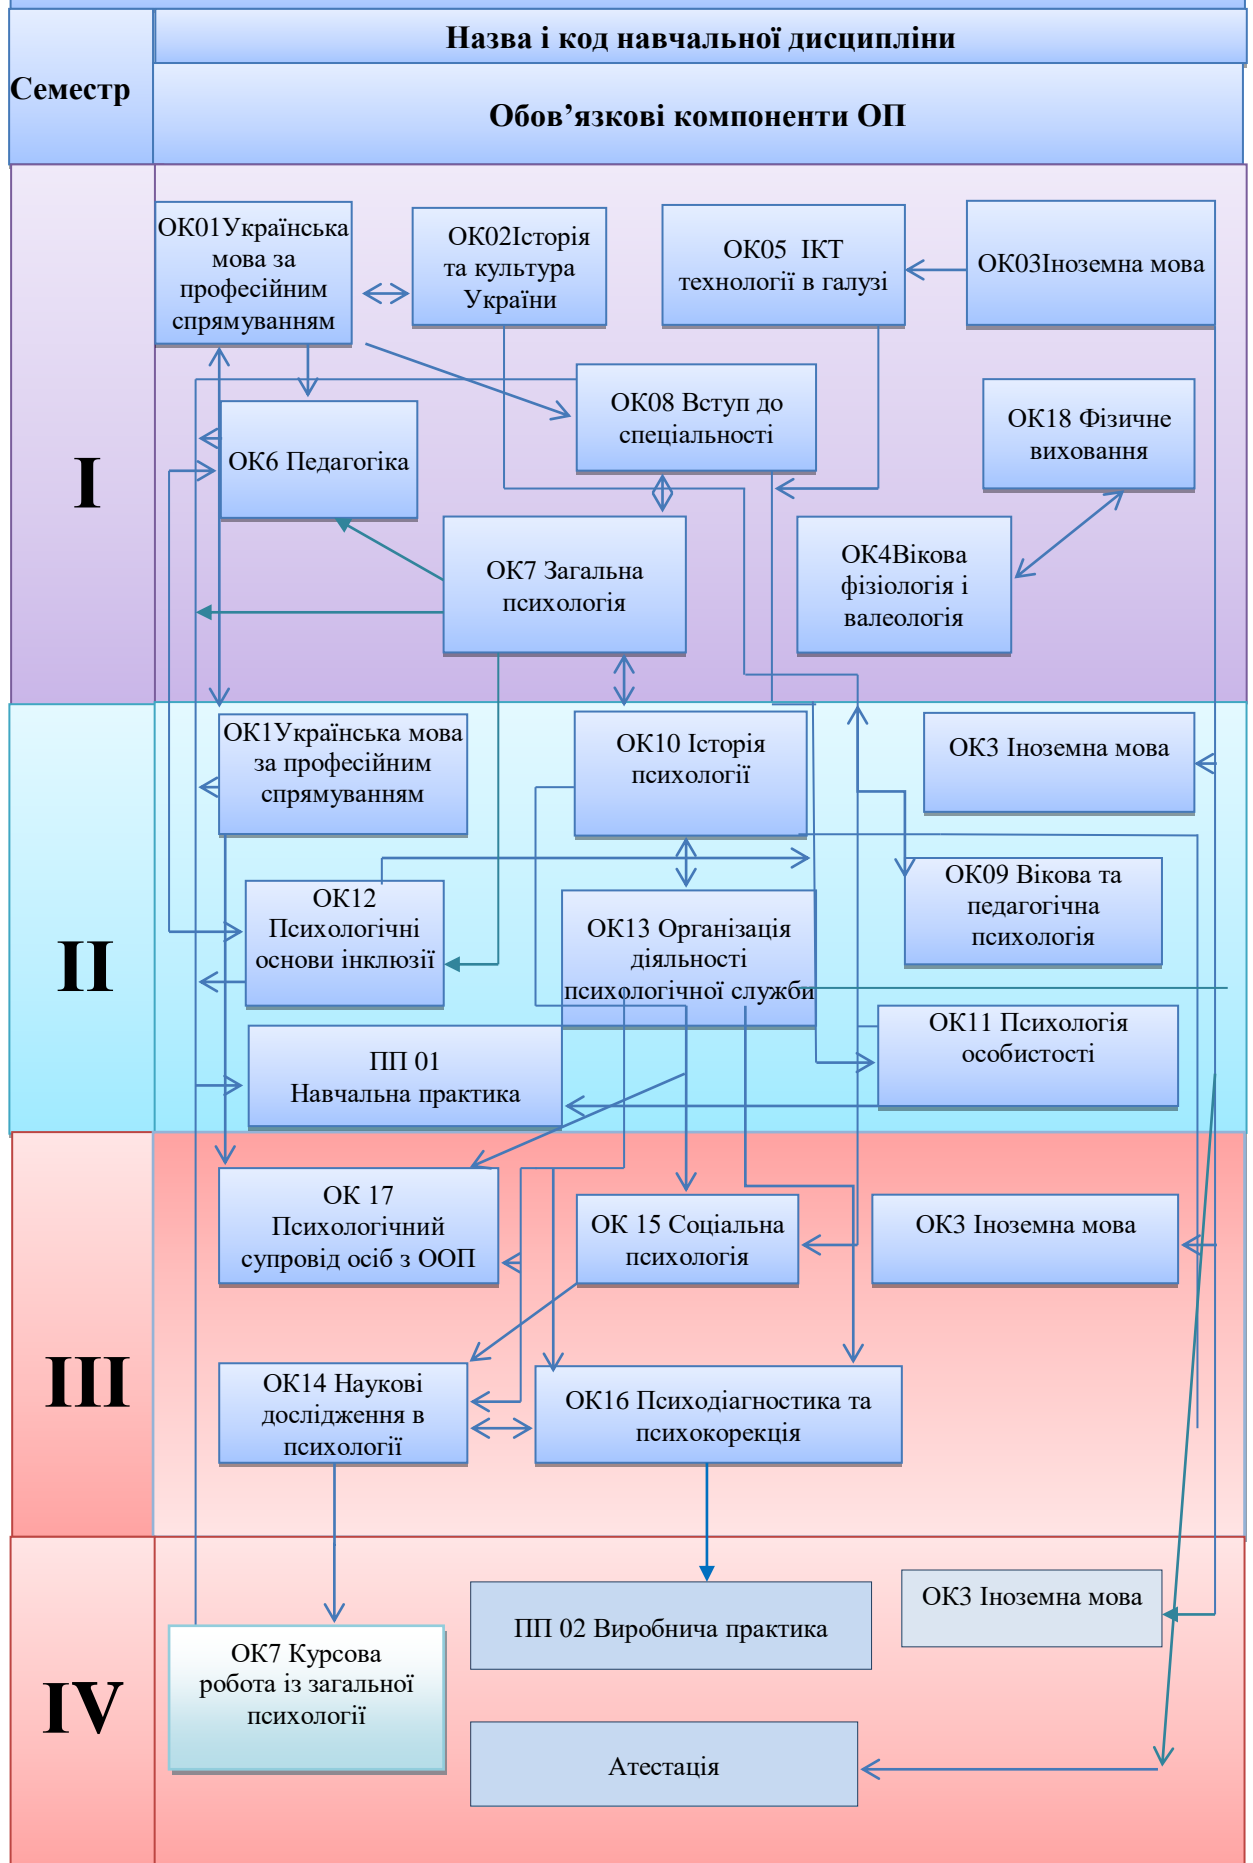 Назва і код навчальної дисципліни
Семестр
Обов’язкові компоненти ОП
I
ОК01Українська
мова за
професійним
спрямуванням
ОК02Історія
та культура
України
ОК05 ІКТ
технології в галузі
ОК03Іноземна мова
ОК08 Вступ до
спеціальності
ОК18 Фізичне
виховання
ОК6 Педагогіка
ОК7 Загальна
психологія
ОК4Вікова
фізіологія і
валеологія
II
ОК1Українська мова
за професійним
спрямуванням
ОК10 Історія
психології
ОК3 Іноземна мова
ОК12
Психологічні
основи інклюзії
ОК13 Організація
діяльності
психологічної служби
ОК09 Вікова та
педагогічна
психологія
ОК11 Психологія
особистості
ПП 01
Навчальна практика
III
ОК 17
Психологічний
супровід осіб з ООП
ОК 15 Соціальна
психологія
ОК3 Іноземна мова
ОК14 Наукові
дослідження в
психології
ОК16 Психодіагностика та
психокорекція
IV
ОК7 Курсова
робота із загальної
психології
ПП 02 Виробнича практика
ОК3 Іноземна мова
Атестація